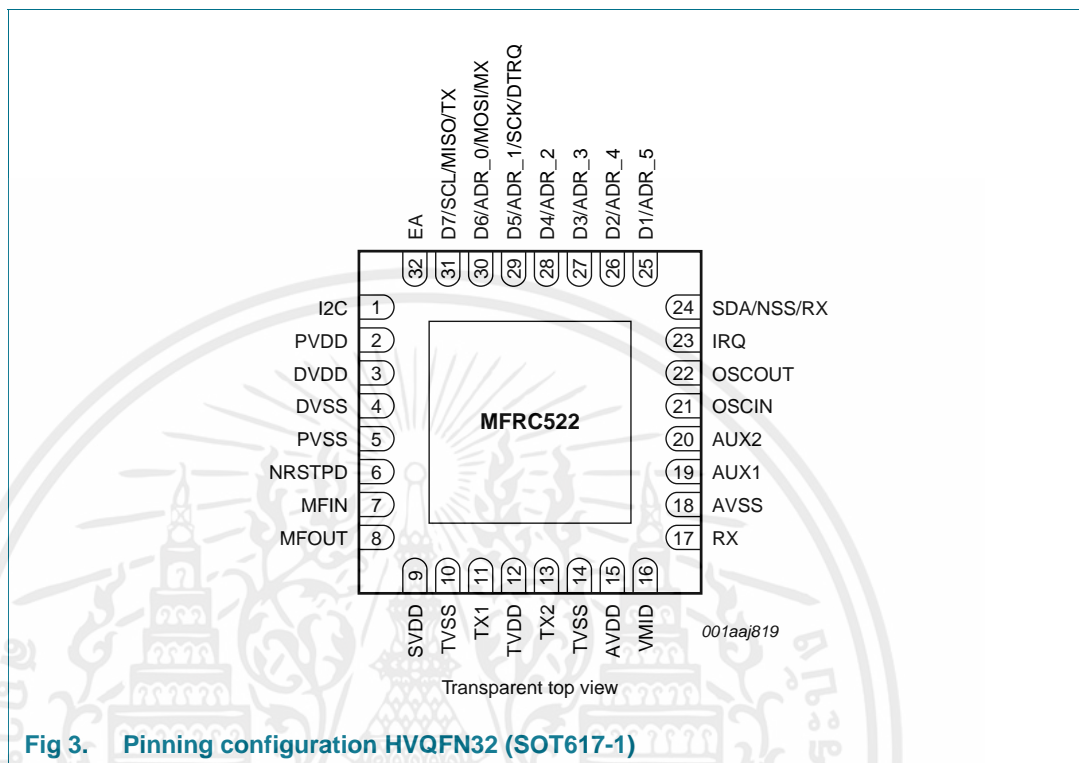 D7/SCL/MISO/TX
D6/ADR_0/MOSI/MX
D5/ADR_1/SCK/DTRQ
D4/ADR_2
D3/ADR_3
D2/ADR_4
D1/ADR_5
EA
32
31
30
29
28
27
26
25
I2C 1
PVDD 2
DVDD 3
DVSS 4
PVSS 5
NRSTPD 6
MFIN 7
MFOUT 8
MFRC522
24 SDA/NSS/RX
23 IRQ
22 OSCOUT
21 OSCIN
20 AUX2
19 AUX1
18 AVSS
17 RX
9
10
11
12
13
14
15
16
SVDD
TVSS
TX1
TVDD
TX2
TVSS
AVDD
VMID
001aaj819
Transparent top view
Fig 3. Pinning configuration HVQFN32 (SOT617-1)